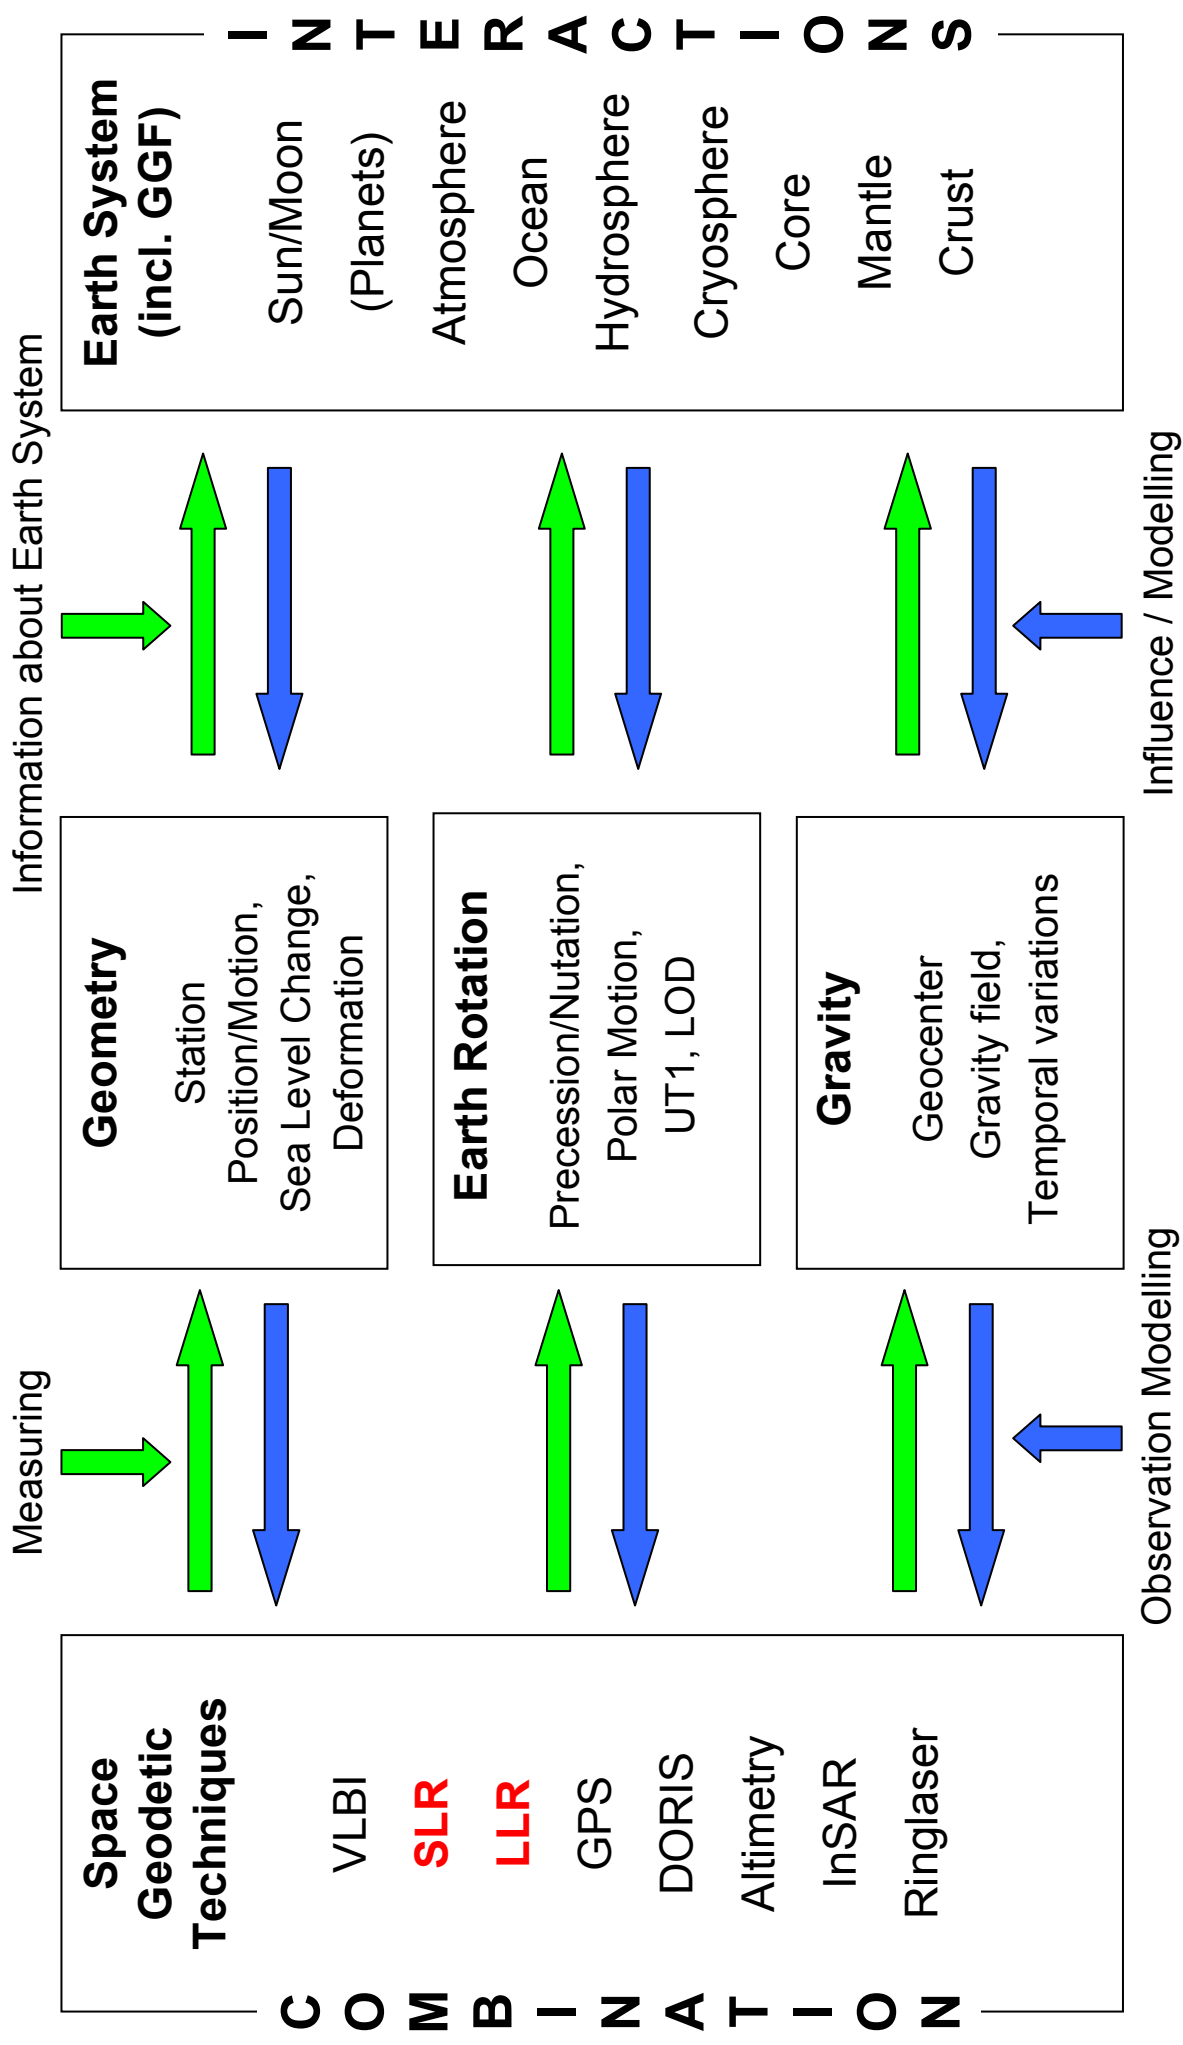 COMBINATION
Space
Geodetic
Techniques
VLBI
SLR
LLR
GPS
DORIS
Altimetry
InSAR
Ringlaser
Measuring
Observation Modelling
Geometry
Station
Position/Motion,
Sea Level Change,
Deformation
Earth Rotation
Precession/Nutation,
Polar Motion,
UT1, LOD
Gravity
Geocenter
Gravity field,
Temporal variations
Information about Earth System
Influence / Modelling
Earth System
(incl. GGF)
Sun/Moon
(Planets)
Atmosphere
Ocean
Hydrosphere
Cryosphere
Core
Mantle
Crust
INTERACTIONS